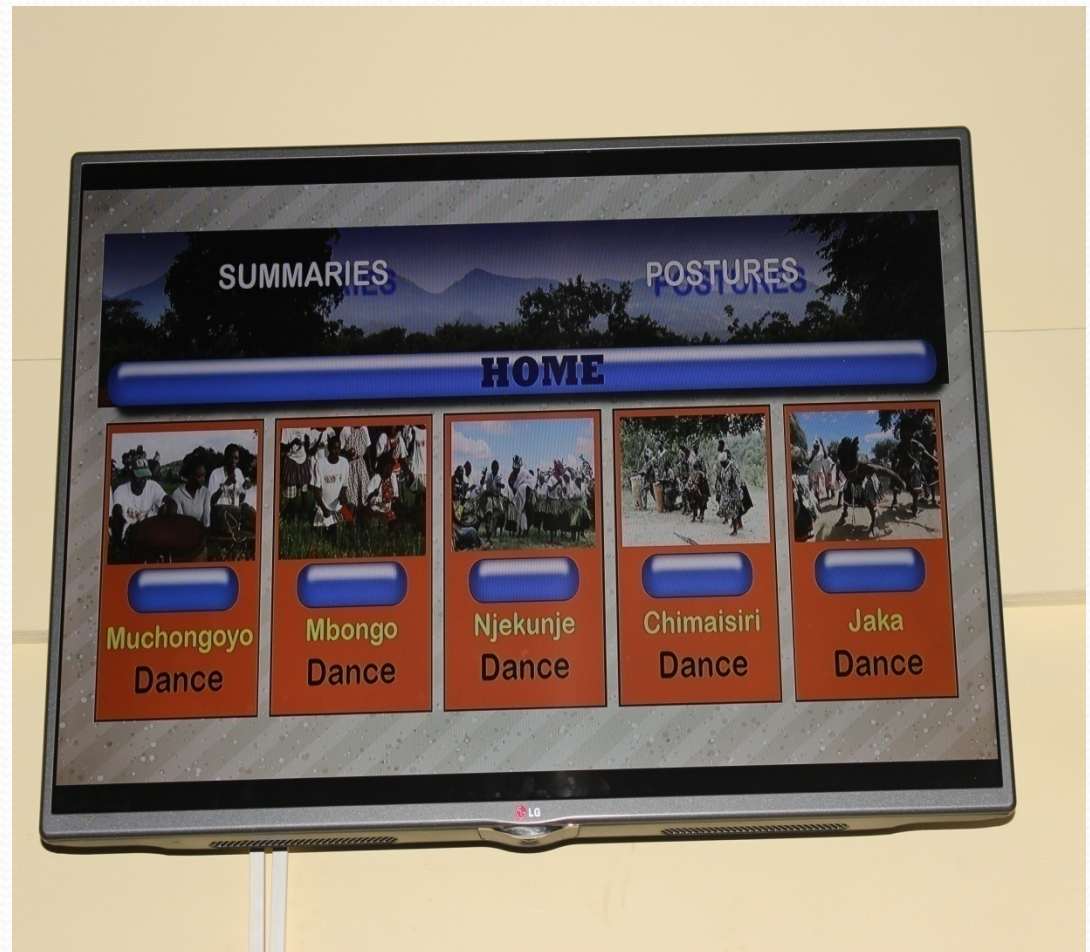 SUMMARIES POSTURES
HOME
Muchongoyo
Dance
Mbongo
Dance
Njekunje
Dance
Chimaisiri
Dance
Jaka
Dance
LG